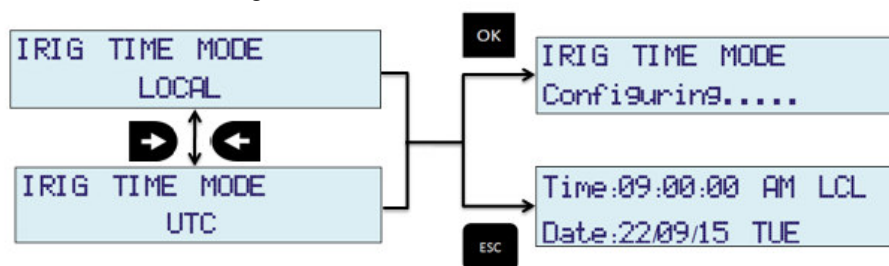 IRIG TIME MODE
LOCAL
IRIG TIME MODE
UTC
OK
IRIG TIME MODE
Configuring.....
ESC
Time:09:00:00 AM LCL
Date:22/09/15 TUE